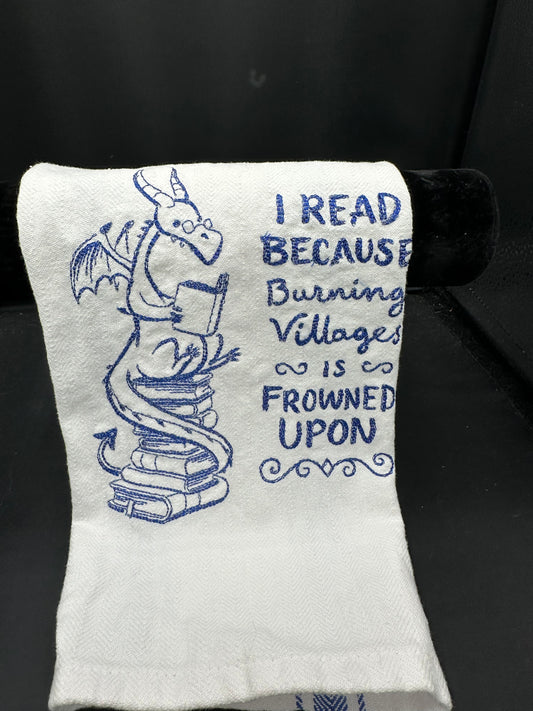 I READ
BECAUSE
Burning
Villages
IS
FROWNED
UPON